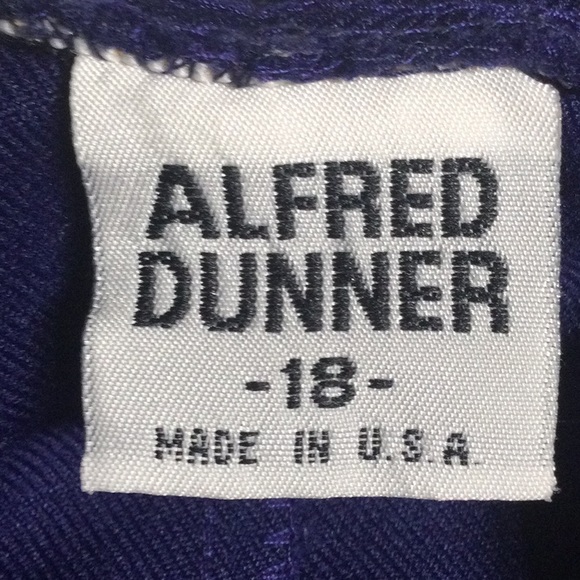 ALFRED
DUNNER
-18-
MADE IN U.S.A.